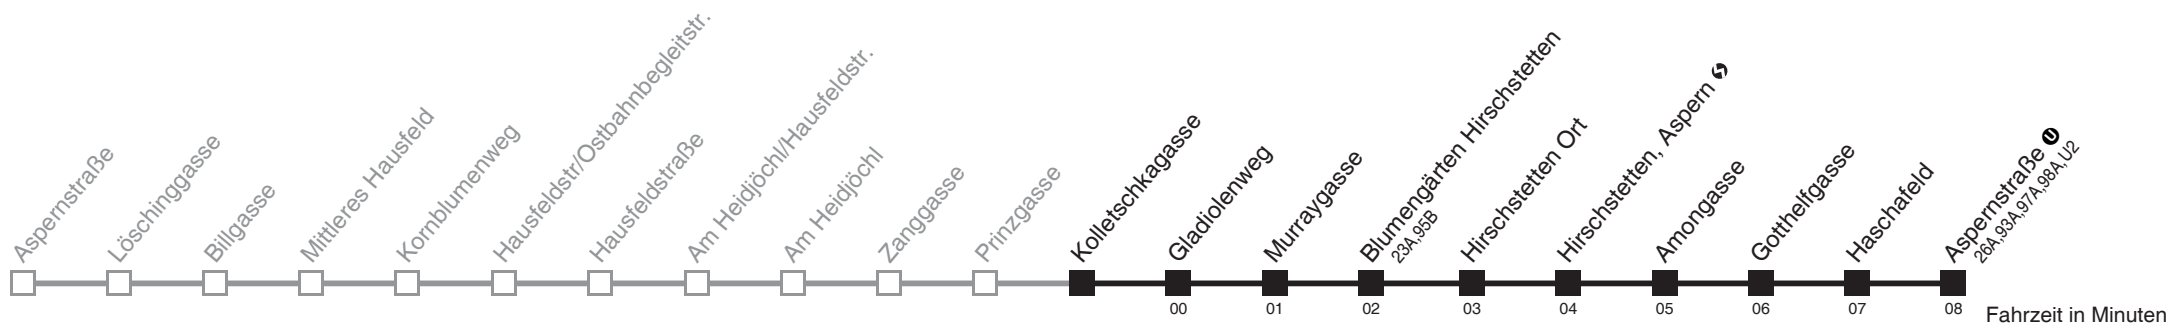 Aspernstraße
Löschinggasse
Billgasse
Mittleres Hausfeld
Kornblumenweg
Hausfeldstr/Ostbahnbegleitstr.
Hausfeldstraße
Am Heidjöchl/Hausfeldstr.
Am Heidjöchl
Zanggasse
Prinzgasse
Kolletschkagasse
Gladiolenweg
Murraygasse
Blumengärten Hirschstetten
23A,95B
Hirschstetten Ort
Hirschstetten, Aspern
Amongasse
Gotthelfgasse
Haschafeld
Aspernstraße U
26A,93A,97A,98A,U2
00 01 02 03 04 05 06 07 08 Fahrzeit in Minuten